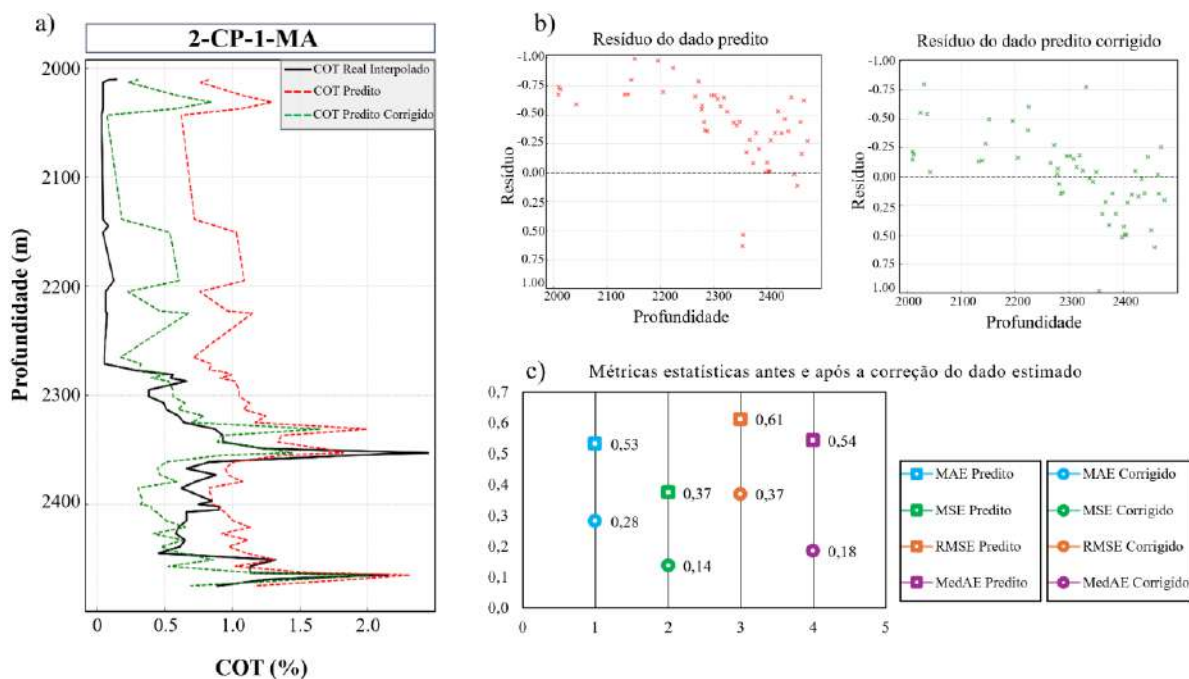 a)
2-CP-1-MA
COT Real Interpolado
COT Predito
COT Predito Corrigido
2000
2100
2200
2300
2400
Profundidade (m)
0
0.5
1.0
1.5
2.0
COT (%)
b)
Resíduo do dado predito
-1.00
-0.75
-0.50
-0.25
0.00
0.25
0.50
0.75
1.00
Resíduo
2000
2100
2200
2300
2400
Profundidade
Resíduo do dado predito corrigido
-1.00
-0.75
-0.50
-0.25
0.00
0.25
0.50
0.75
1.00
Resíduo
2000
2100
2200
2300
2400
Profundidade
c)
Métricas estatísticas antes e após a correção do dado estimado
0,7
0,6
0,5
0,4
0,3
0,2
0,1
0,0
0
1
2
3
4
5
0,53
0,28
0,37
0,14
0,61
0,37
0,54
0,18
MAE Predito
MSE Predito
RMSE Predito
MedAE Predito
MAE Corrigido
MSE Corrigido
RMSE Corrigido
MedAE Corrigido